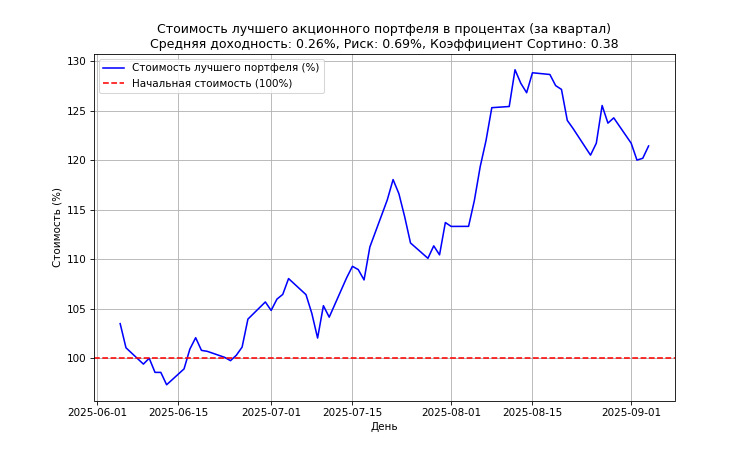 Стоимость лучшего акционного портфеля в процентах (за квартал)
Средняя доходность: 0.26%, Риск: 0.69%, Коэффициент Сортино: 0.38
Стоимость лучшего портфеля (%)
Начальная стоимость (100%)
Стоимость (%)
130
125
120
115
110
105
100
2025-06-01
2025-06-15
2025-07-01
2025-07-15
2025-08-01
2025-08-15
2025-09-01
День